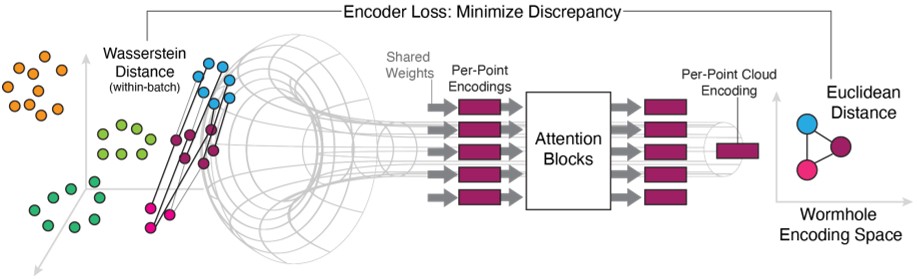 Encoder Loss: Minimize Discrepancy
Wasserstein
Distance
(within-batch)
Shared
Weights
Per-Point
Encodings
Attention
Blocks
Per-Point Cloud
Encoding
Euclidean
Distance
Wormhole
Encoding Space